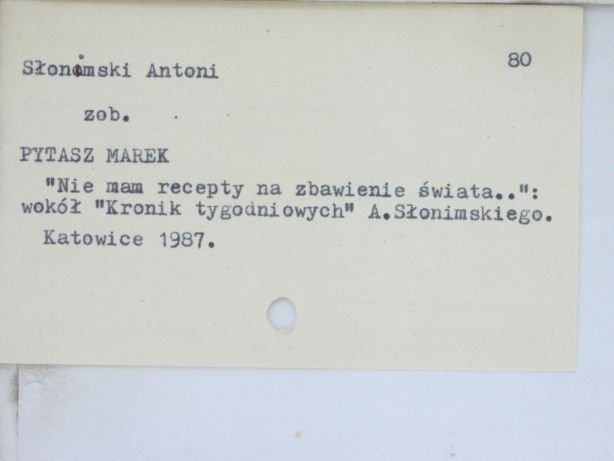 80
Słonimski Antoni
zob.
PYTASZ MAREK
"Nie mam recepty na zbawienie świata..":
wokół "Kronik tygodniowych" A.Słonimskiego.
Katowice 1987.